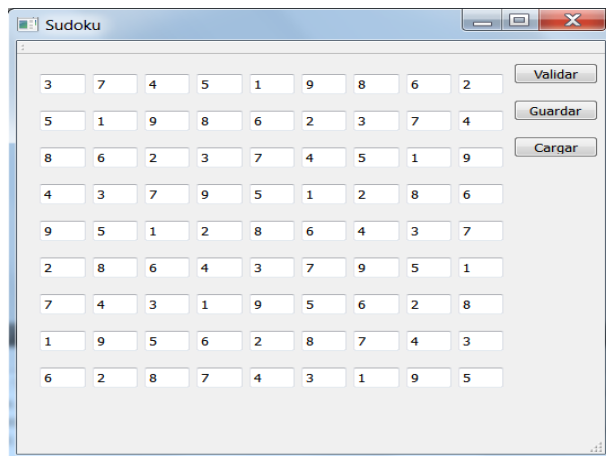 Sudoku
3 7 4 5 1 9 8 6 2 Validar
5 1 9 8 6 2 3 7 4 Guardar
8 6 2 3 7 4 5 1 9 Cargar
4 3 7 9 5 1 2 8 6
9 5 1 2 8 6 4 3 7
2 8 6 4 3 7 9 5 1
7 4 3 1 9 5 6 2 8
1 9 5 6 2 8 7 4 3
6 2 8 7 4 3 1 9 5